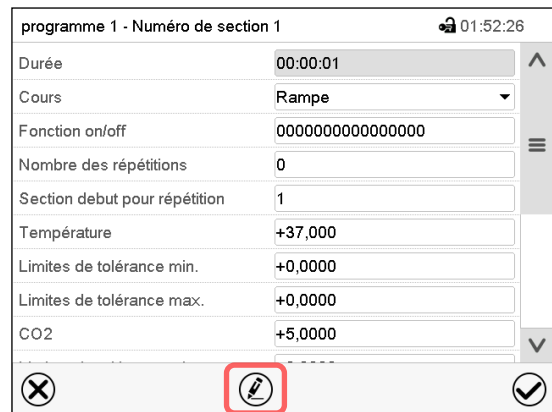 programme 1 - Numéro de section 1 01:52:26
Durée 00:00:01
Cours Rampe
Fonction on/off 0000000000000000
Nombre des répétitions 0
Section debut pour répétition 1
Température +37,000
Limites de tolérance min. +0,0000
Limites de tolérance max. +0,0000
CO2 +5,0000